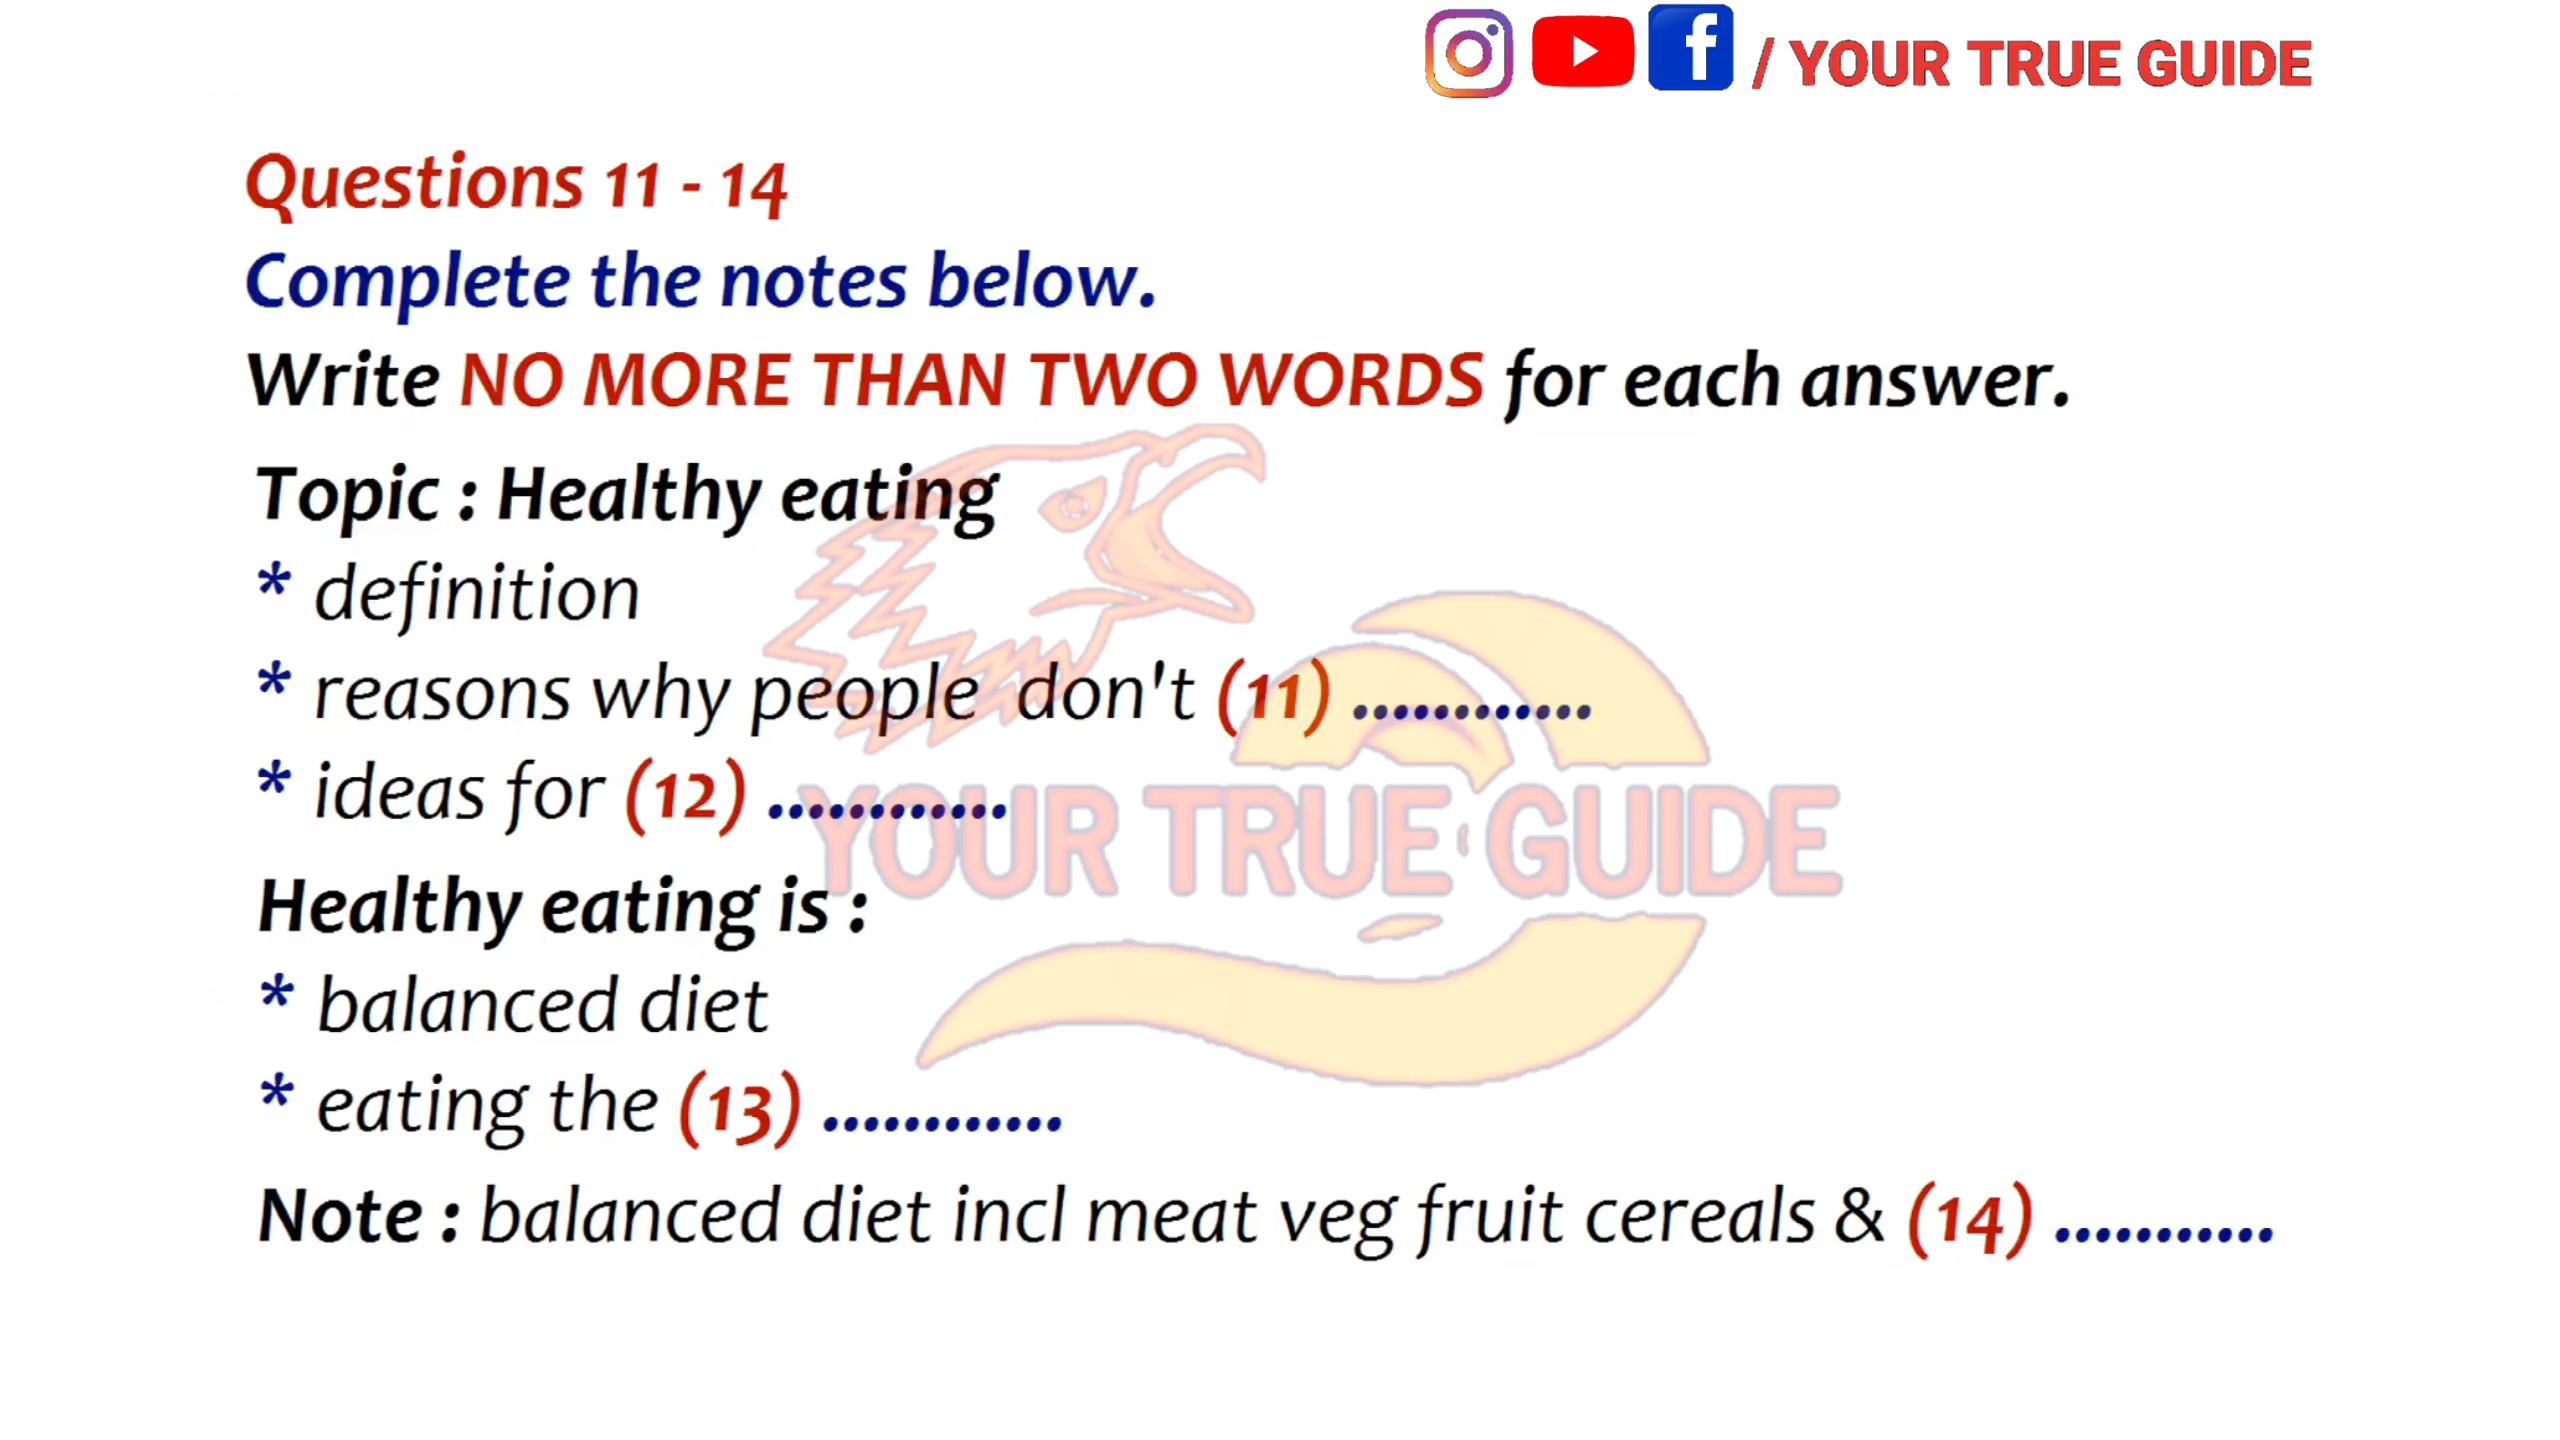 / YOUR TRUE GUIDE
Questions 11 - 14
Complete the notes below.
Write NO MORE THAN TWO WORDS for each answer.
Topic : Healthy eating
* definition
* reasons why people don't (11) ............
* ideas for (12) ............
YOUR TRUE GUIDE
Healthy eating is :
* balanced diet
* eating the (13) ............
Note : balanced diet incl meat veg fruit cereals & (14) ...........